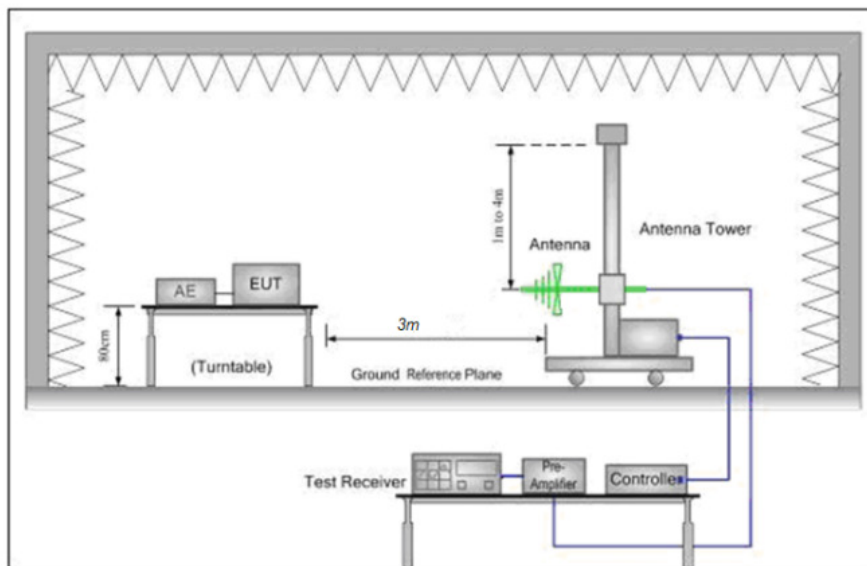 1m to 4m
Antenna
Antenna Tower
AE
EUT
80cm
3m
(Turntable)
Ground Reference Plane
Test Receiver
Pre-
Amplifier
Controller